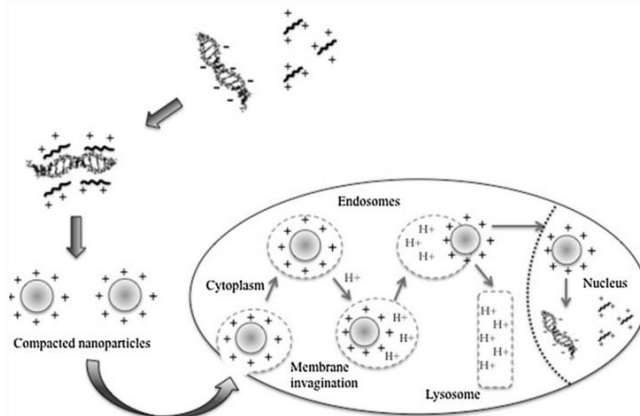 Endosomes
H+
H+
H+
Nucleus
Cytoplasm
H+
H+
H+
H+
H+
H+
H+
H+
H+
Compacted nanoparticles
Membrane
invagination
Lysosome